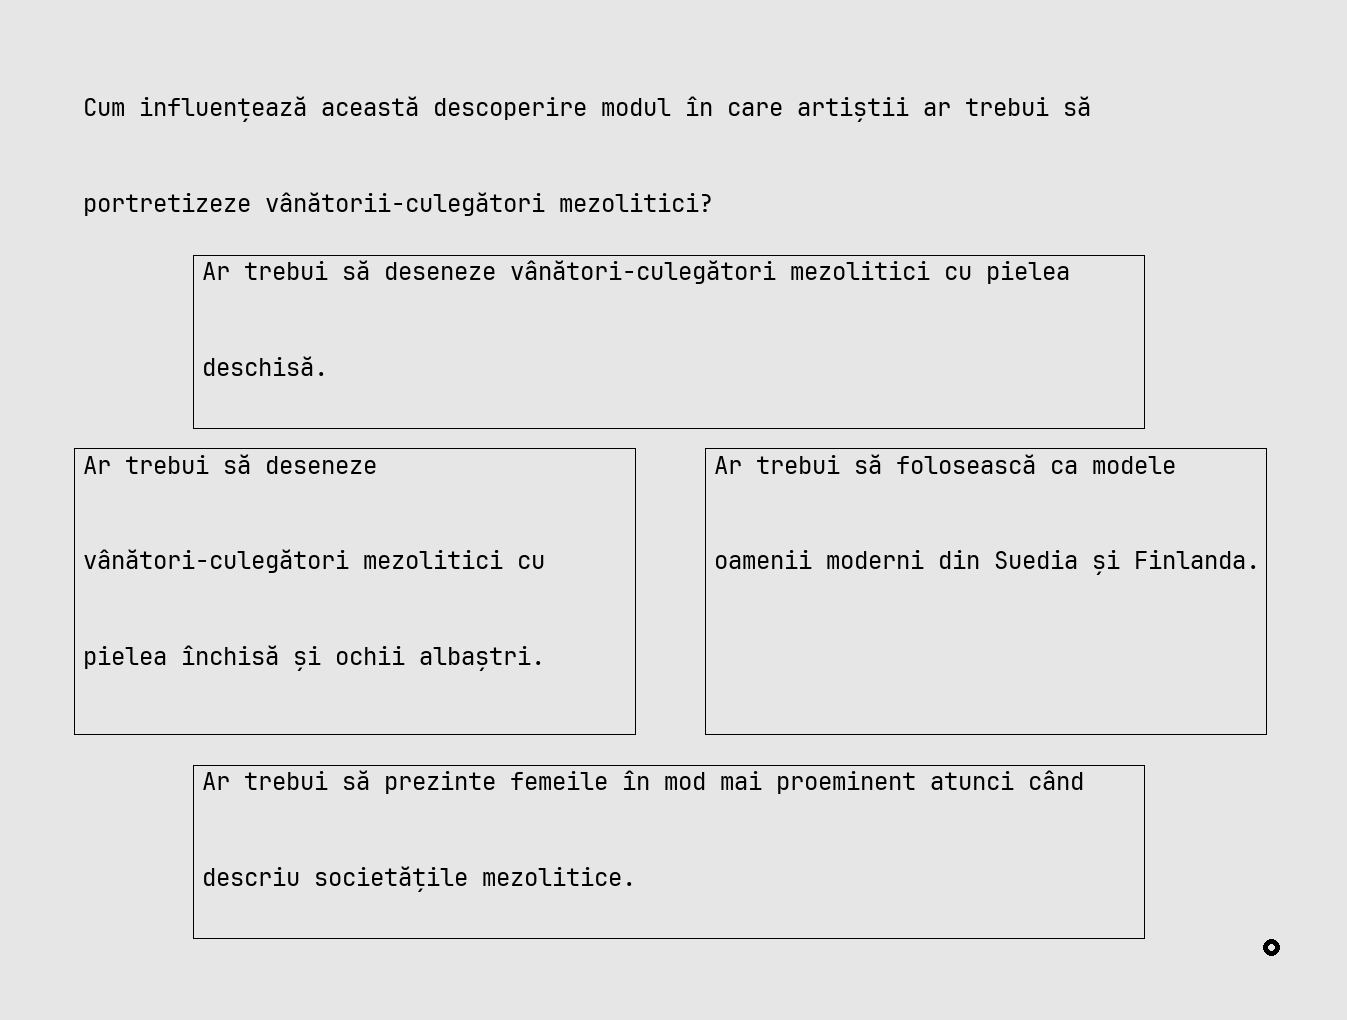 Cum influențează această descoperire modul în care artiștii ar trebui să
portretizeze vânătorii-culegători mezolitici?
Ar trebui să deseneze vânători-culegători mezolitici cu pielea
deschisă.
Ar trebui să deseneze
vânători-culegători mezolitici cu
pielea închisă și ochii albaștri.
Ar trebui să folosească ca modele
oamenii moderni din Suedia și Finlanda.
Ar trebui să prezinte femeile în mod mai proeminent atunci când
descriu societățile mezolitice.